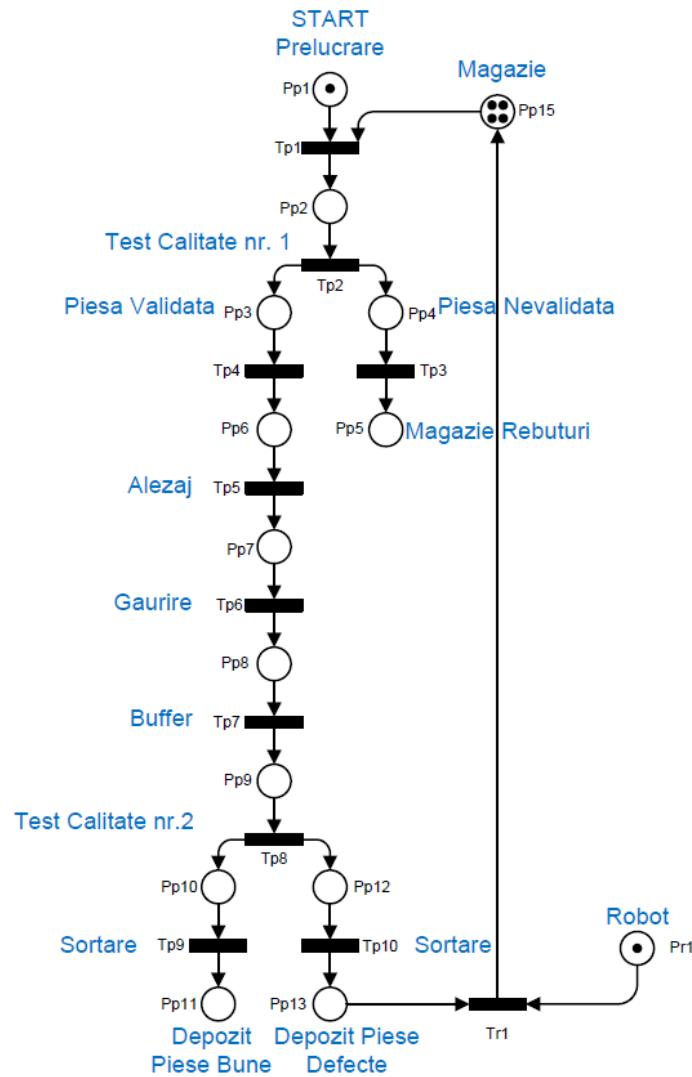 START
Prelucrare
Magazie
Pp1
Pp15
Tp1
Pp2
Test Calitate nr. 1
Tp2
Piesa Validata
Pp3
Pp4
Piesa Nevalidata
Tp4
Tp3
Pp6
Pp5
Magazie Rebuturi
Alezaj
Tp5
Pp7
Gaurire
Tp6
Pp8
Buffer
Tp7
Pp9
Test Calitate nr.2
Tp8
Pp10
Pp12
Robot
Sortare
Tp9
Tp10
Sortare
Pr1
Pp11
Pp13
Tr1
Depozit
Piese Bune
Depozit Piese
Defecte